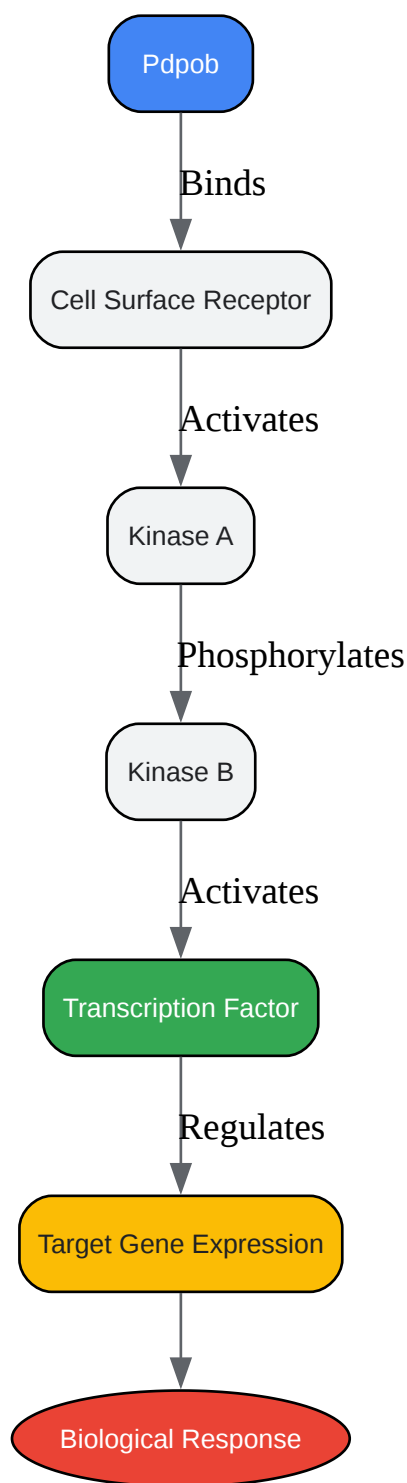 Pdpob
Binds
Cell Surface Receptor
Activates
Kinase A
Phosphorylates
Kinase B
Activates
Transcription Factor
Regulates
Target Gene Expression
Biological Response